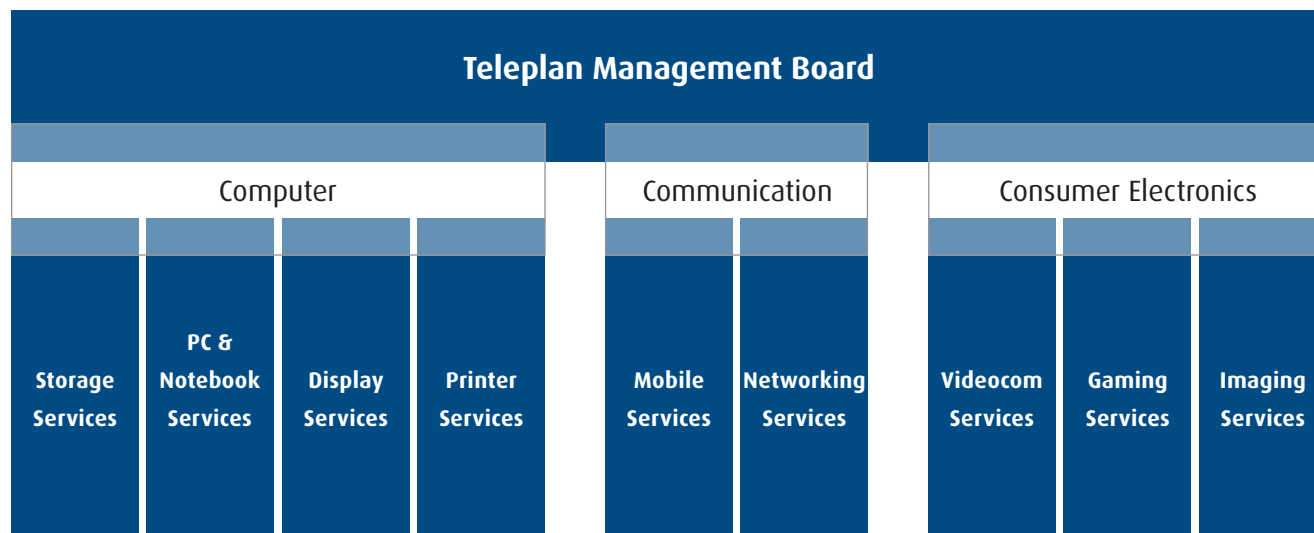 Teleplan Management Board
Computer
Communication
Consumer Electronics
Storage
Services
PC &
Notebook
Services
Display
Services
Printer
Services
Mobile
Services
Networking
Services
Videocom
Services
Gaming
Services
Imaging
Services